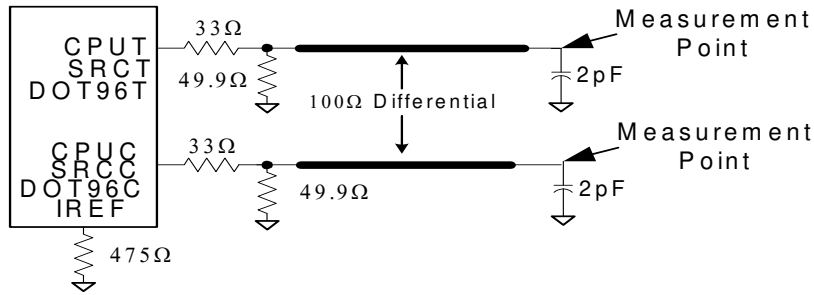 CPUT
SRCT
DOT96T
33Ω
49.9Ω
Measurement
Point
2pF
100Ω Differential
CPUC
SRCC
DOT96C
IREF
33Ω
49.9Ω
Measurement
Point
2pF
475Ω